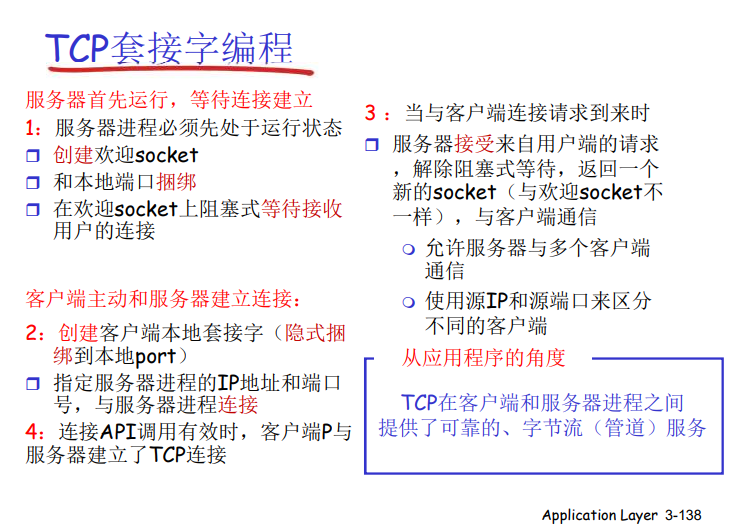 TCP套接字编程
服务器首先运行，等待连接建立
1：服务器进程必须先处于运行状态
创建欢迎socket
和本地端口捆绑
在欢迎socket上阻塞式等待接收
用户的连接
客户端主动和服务器建立连接：
2：创建客户端本地套接字（隐式捆
绑到本地port）
指定服务器进程的IP地址和端口
号，与服务器进程连接
4：连接API调用有效时，客户端P与
服务器建立了TCP连接
3 ：当与客户端连接请求到来时
服务器接受来自用户端的请求
，解除阻塞式等待，返回一个
新的socket（与欢迎socket不
一样），与客户端通信
允许服务器与多个客户端
通信
使用源IP和源端口来区分
不同的客户端
从应用程序的角度
TCP在客户端和服务器进程之间
提供了可靠的、字节流（管道）服务
Application Layer 3-138